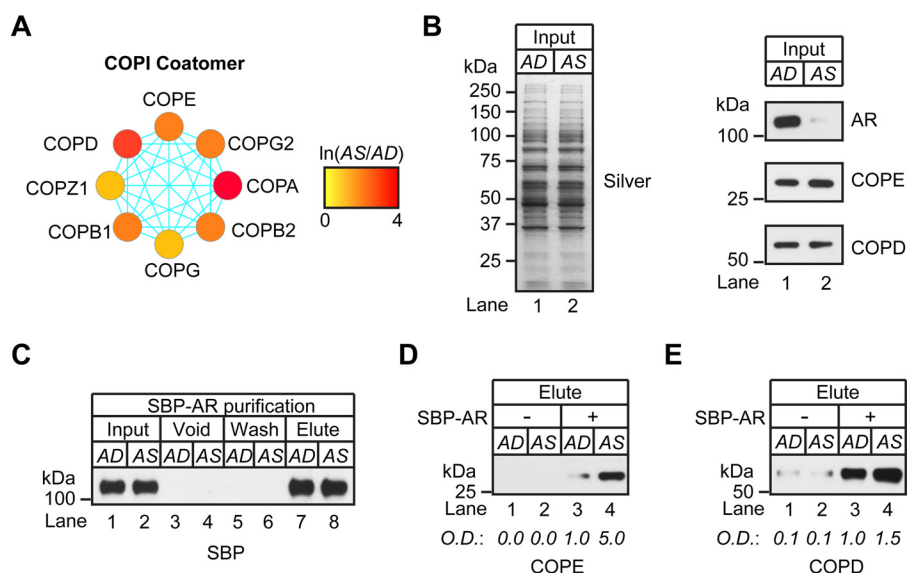 A
COPI Coatomer
COPE
COPD
COPG2
COPZ1
COPA
COPB1
COPB2
COPG
ln(AS/AD)
0 4
B
Input
AD AS
kDa
250
150
100
75
50
37
25
Silver
Lane 1 2
Input
AD AS
kDa
100
AR
25
COPE
50
COPD
Lane 1 2
C
SBP-AR purification
Input Void Wash Elute
AD AS AD AS AD AS AD AS
kDa
100
Lane 1 2 3 4 5 6 7 8
SBP
D
Elute
SBP-AR - +
AD AS AD AS
kDa
25
Lane 1 2 3 4
O.D.: 0.0 0.0 1.0 5.0
COPE
E
Elute
SBP-AR - +
AD AS AD AS
kDa
50
Lane 1 2 3 4
O.D.: 0.1 0.1 1.0 1.5
COPD